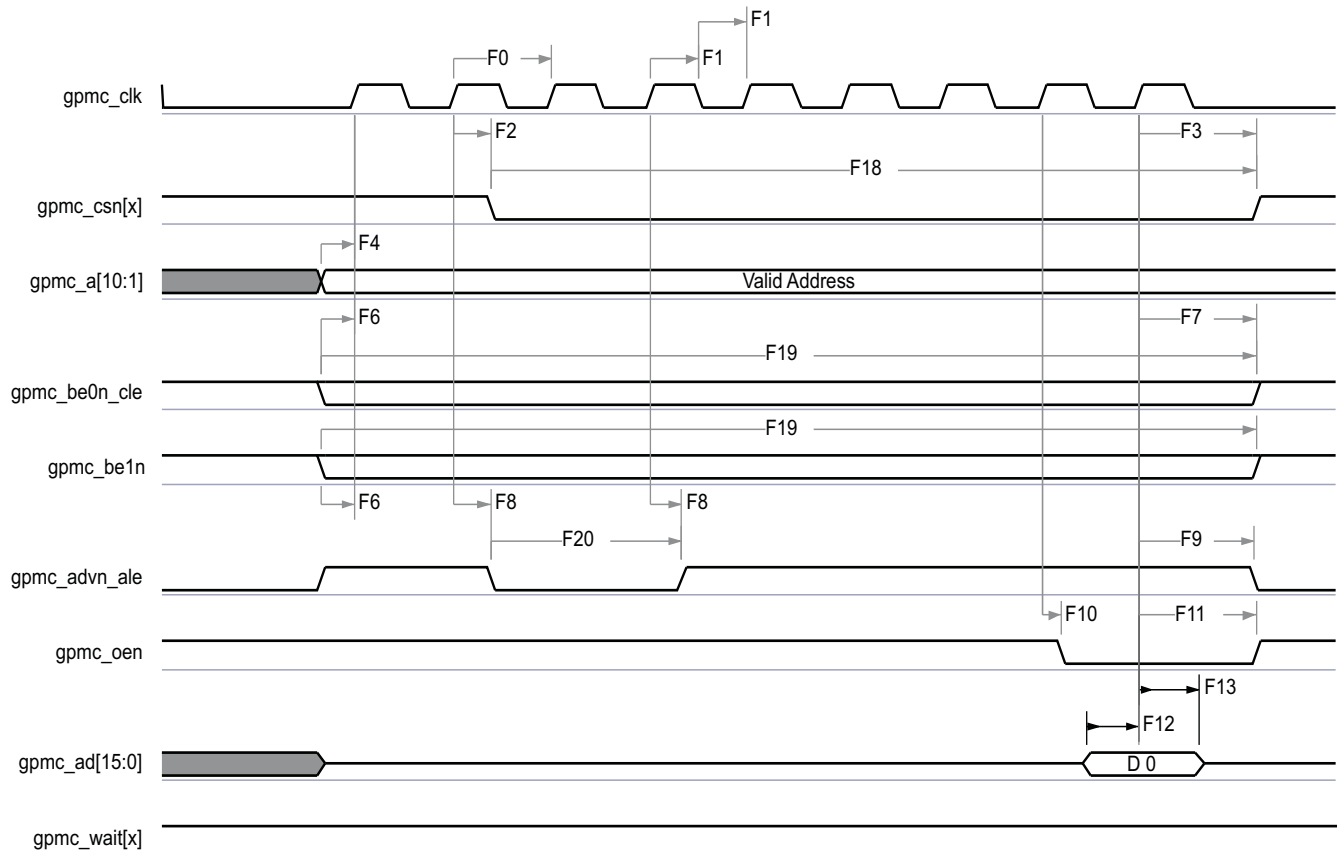 F1
F0
F1
gpmc_clk
F2
F3
F18
gpmc_csn[x]
F4
gpmc_a[10:1]
Valid Address
F6
F7
F19
gpmc_be0n_cle
F19
gpmc_be1n
F6
F8
F8
F20
F9
gpmc_advn_ale
F10
F11
gpmc_oen
F13
F12
gpmc_ad[15:0]
D 0
gpmc_wait[x]